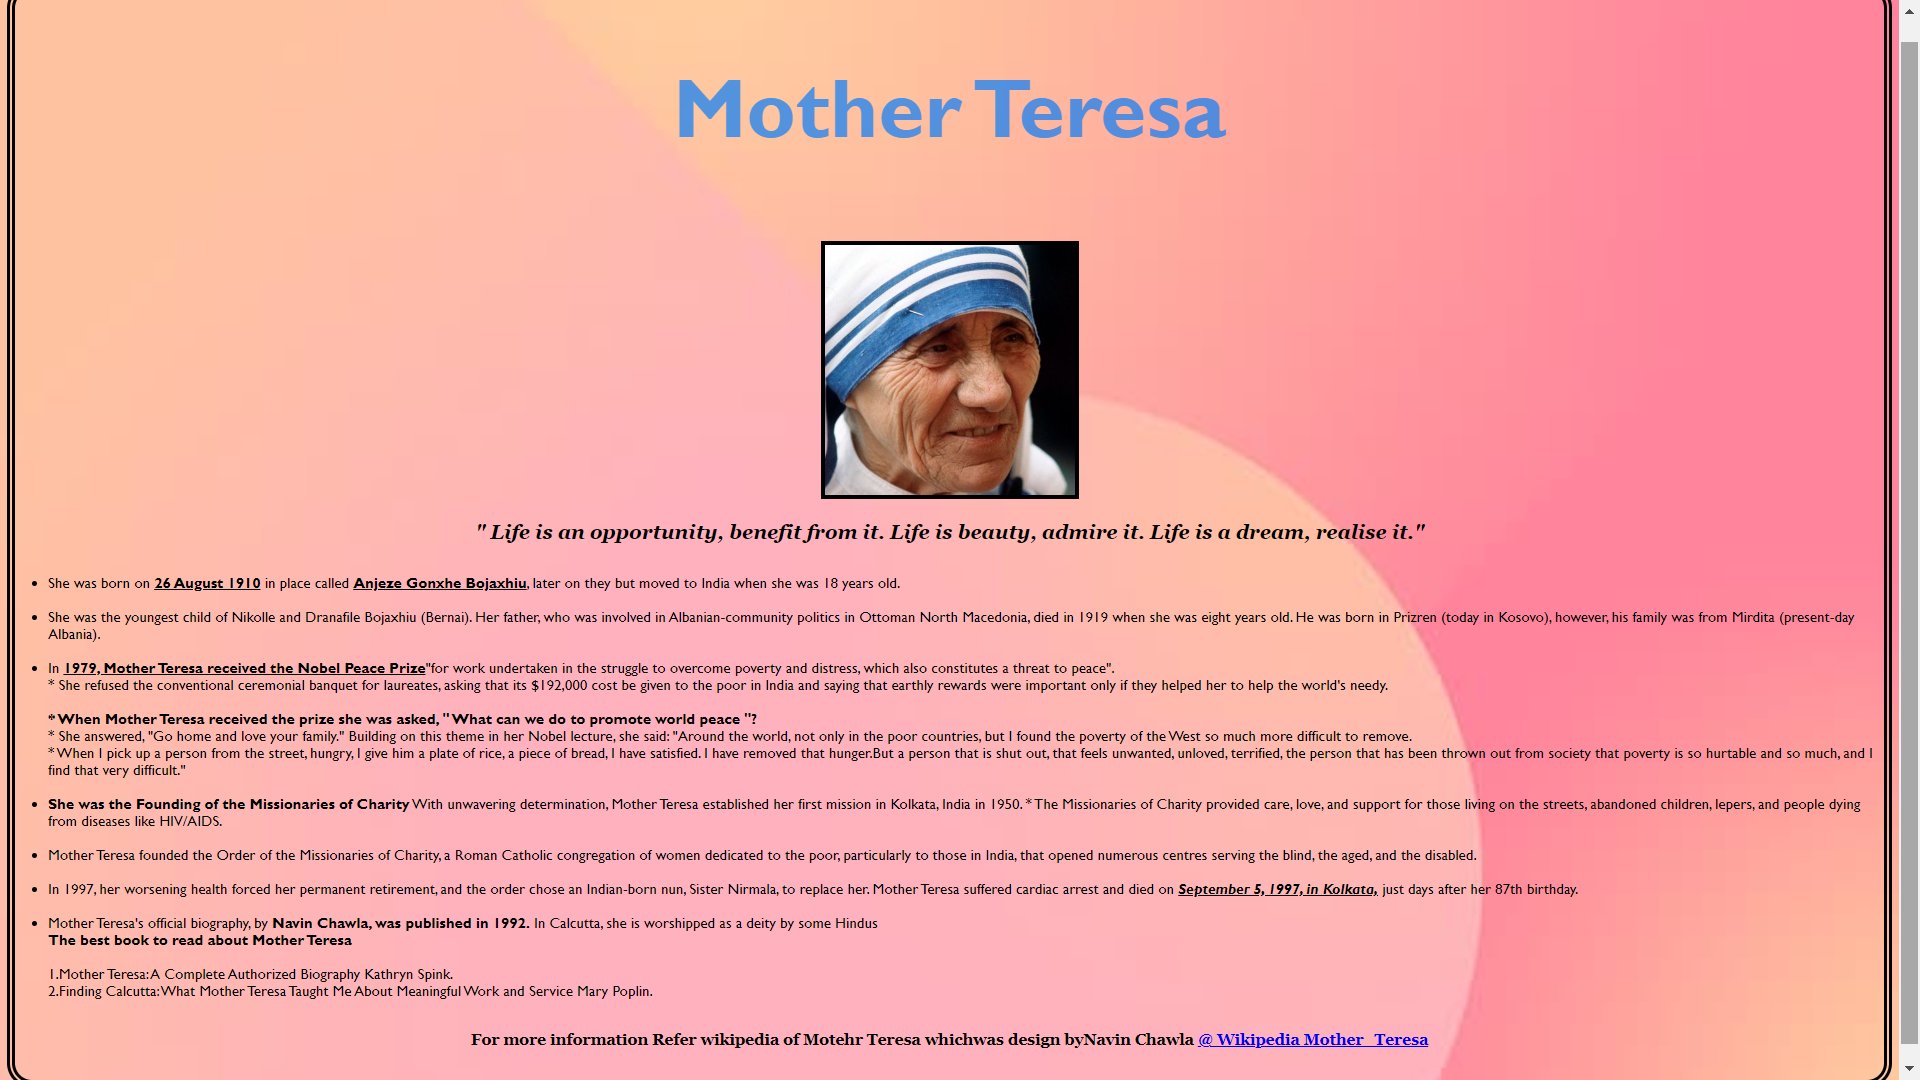 Mother Teresa
" Life is an opportunity, benefit from it. Life is beauty, admire it. Life is a dream, realise it."
• She was born on 26 August 1910 in place called Anjeze Gonxhe Bojaxhiu, later on they but moved to India when she was 18 years old.
• She was the youngest child of Nikolle and Dranafile Bojaxhiu (Bernai). Her father, who was involved in Albanian-community politics in Ottoman North Macedonia, died in 1919 when she was eight years old. He was born in Prizren (today in Kosovo), however, his family was from Mirdita (present-day
Albania).
• In 1979, Mother Teresa received the Nobel Peace Prize"for work undertaken in the struggle to overcome poverty and distress, which also constitutes a threat to peace".
* She refused the conventional ceremonial banquet for laureates, asking that its $192,000 cost be given to the poor in India and saying that earthly rewards were important only if they helped her to help the world's needy.
* When Mother Teresa received the prize she was asked, " What can we do to promote world peace "?
* She answered, "Go home and love your family." Building on this theme in her Nobel lecture, she said: "Around the world, not only in the poor countries, but I found the poverty of the West so much more difficult to remove.
* When I pick up a person from the street, hungry, I give him a plate of rice, a piece of bread, I have satisfied. I have removed that hunger.But a person that is shut out, that feels unwanted, unloved, terrified, the person that has been thrown out from society that poverty is so hurtable and so much, and I
find that very difficult."
• She was the Founding of the Missionaries of Charity With unwavering determination, Mother Teresa established her first mission in Kolkata, India in 1950. * The Missionaries of Charity provided care, love, and support for those living on the streets, abandoned children, lepers, and people dying
from diseases like HIV/AIDS.
• Mother Teresa founded the Order of the Missionaries of Charity, a Roman Catholic congregation of women dedicated to the poor, particularly to those in India, that opened numerous centres serving the blind, the aged, and the disabled.
• In 1997, her worsening health forced her permanent retirement, and the order chose an Indian-born nun, Sister Nirmala, to replace her. Mother Teresa suffered cardiac arrest and died on September 5, 1997, in Kolkata, just days after her 87th birthday.
• Mother Teresa's official biography, by Navin Chawla, was published in 1992. In Calcutta, she is worshipped as a deity by some Hindus
The best book to read about Mother Teresa
1.Mother Teresa: A Complete Authorized Biography Kathryn Spink.
2.Finding Calcutta: What Mother Teresa Taught Me About Meaningful Work and Service Mary Poplin.
For more information Refer wikipedia of Motehr Teresa whichwas design byNavin Chawla @ Wikipedia Mother_Teresa